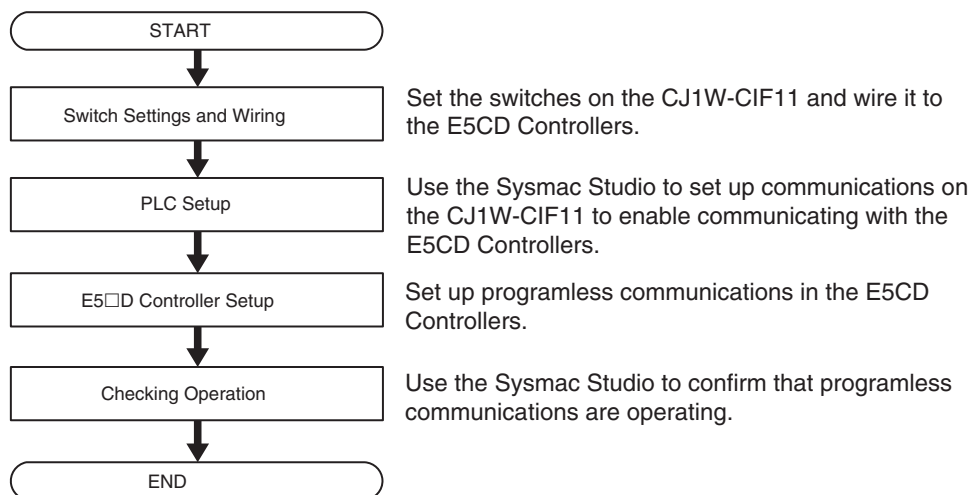 START
Switch Settings and Wiring
Set the switches on the CJ1W-CIF11 and wire it to
the E5CD Controllers.
PLC Setup
Use the Sysmac Studio to set up communications on
the CJ1W-CIF11 to enable communicating with the
E5CD Controllers.
E5□D Controller Setup
Set up programless communications in the E5CD
Controllers.
Checking Operation
Use the Sysmac Studio to confirm that programless
communications are operating.
END